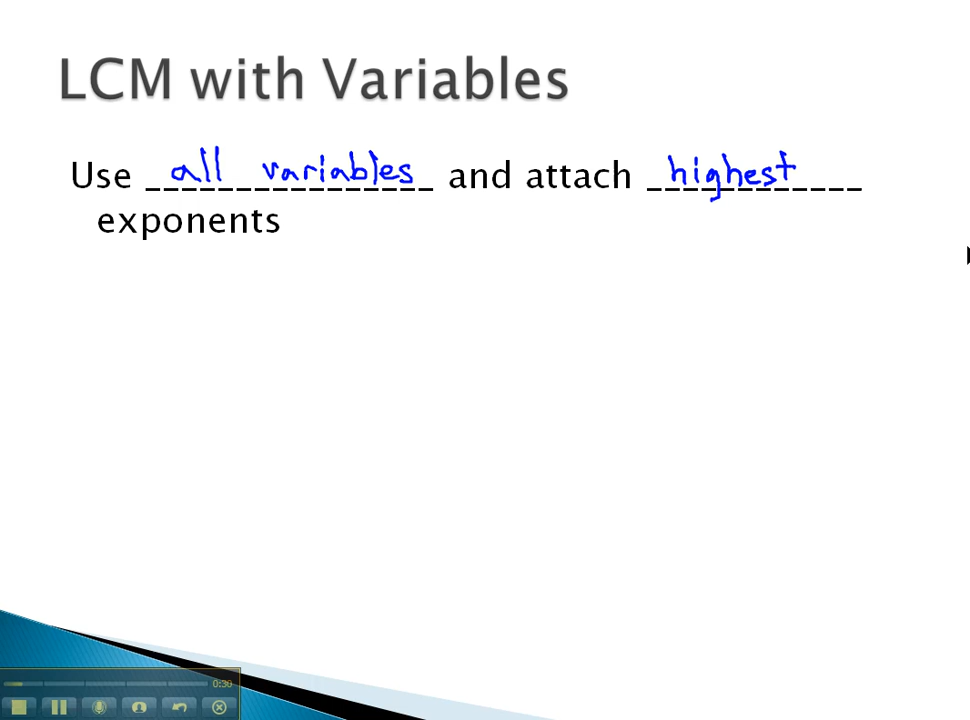 LCM with Variables
Use all variables and attach highest
exponents
0:30